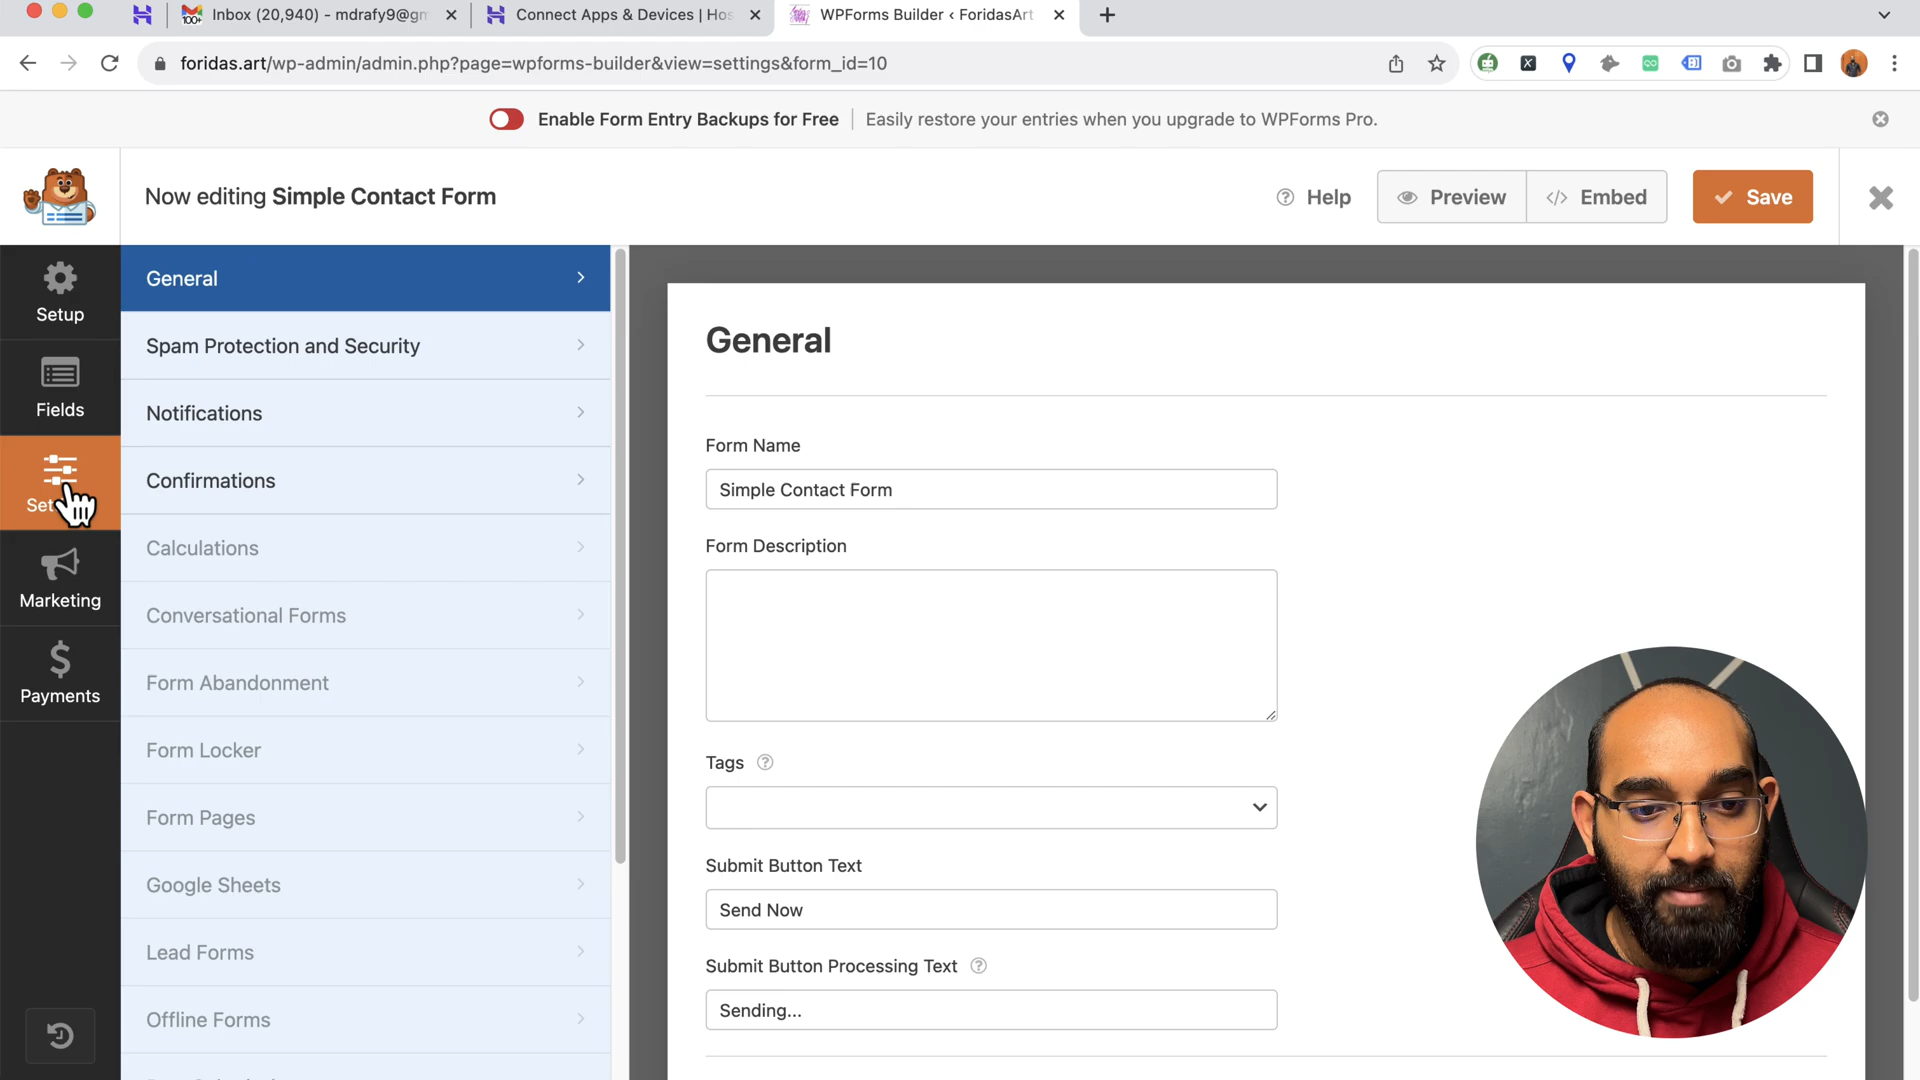 100+
Inbox (20,940) - mdrafy9@gm
Connect Apps & Devices | Hos
WPForms Builder ‹ ForidasArt
foridas.art/wp-admin/admin.php?page=wpforms-builder&view=settings&form_id=10
Enable Form Entry Backups for Free
Easily restore your entries when you upgrade to WPForms Pro.
Now editing Simple Contact Form
Help
Preview
Embed
Save
Setup
Fields
Set
Marketing
Payments
General
Spam Protection and Security
Notifications
Confirmations
Calculations
Conversational Forms
Form Abandonment
Form Locker
Form Pages
Google Sheets
Lead Forms
Offline Forms
General
Form Name
Simple Contact Form
Form Description
Tags
Submit Button Text
Send Now
Submit Button Processing Text
Sending...